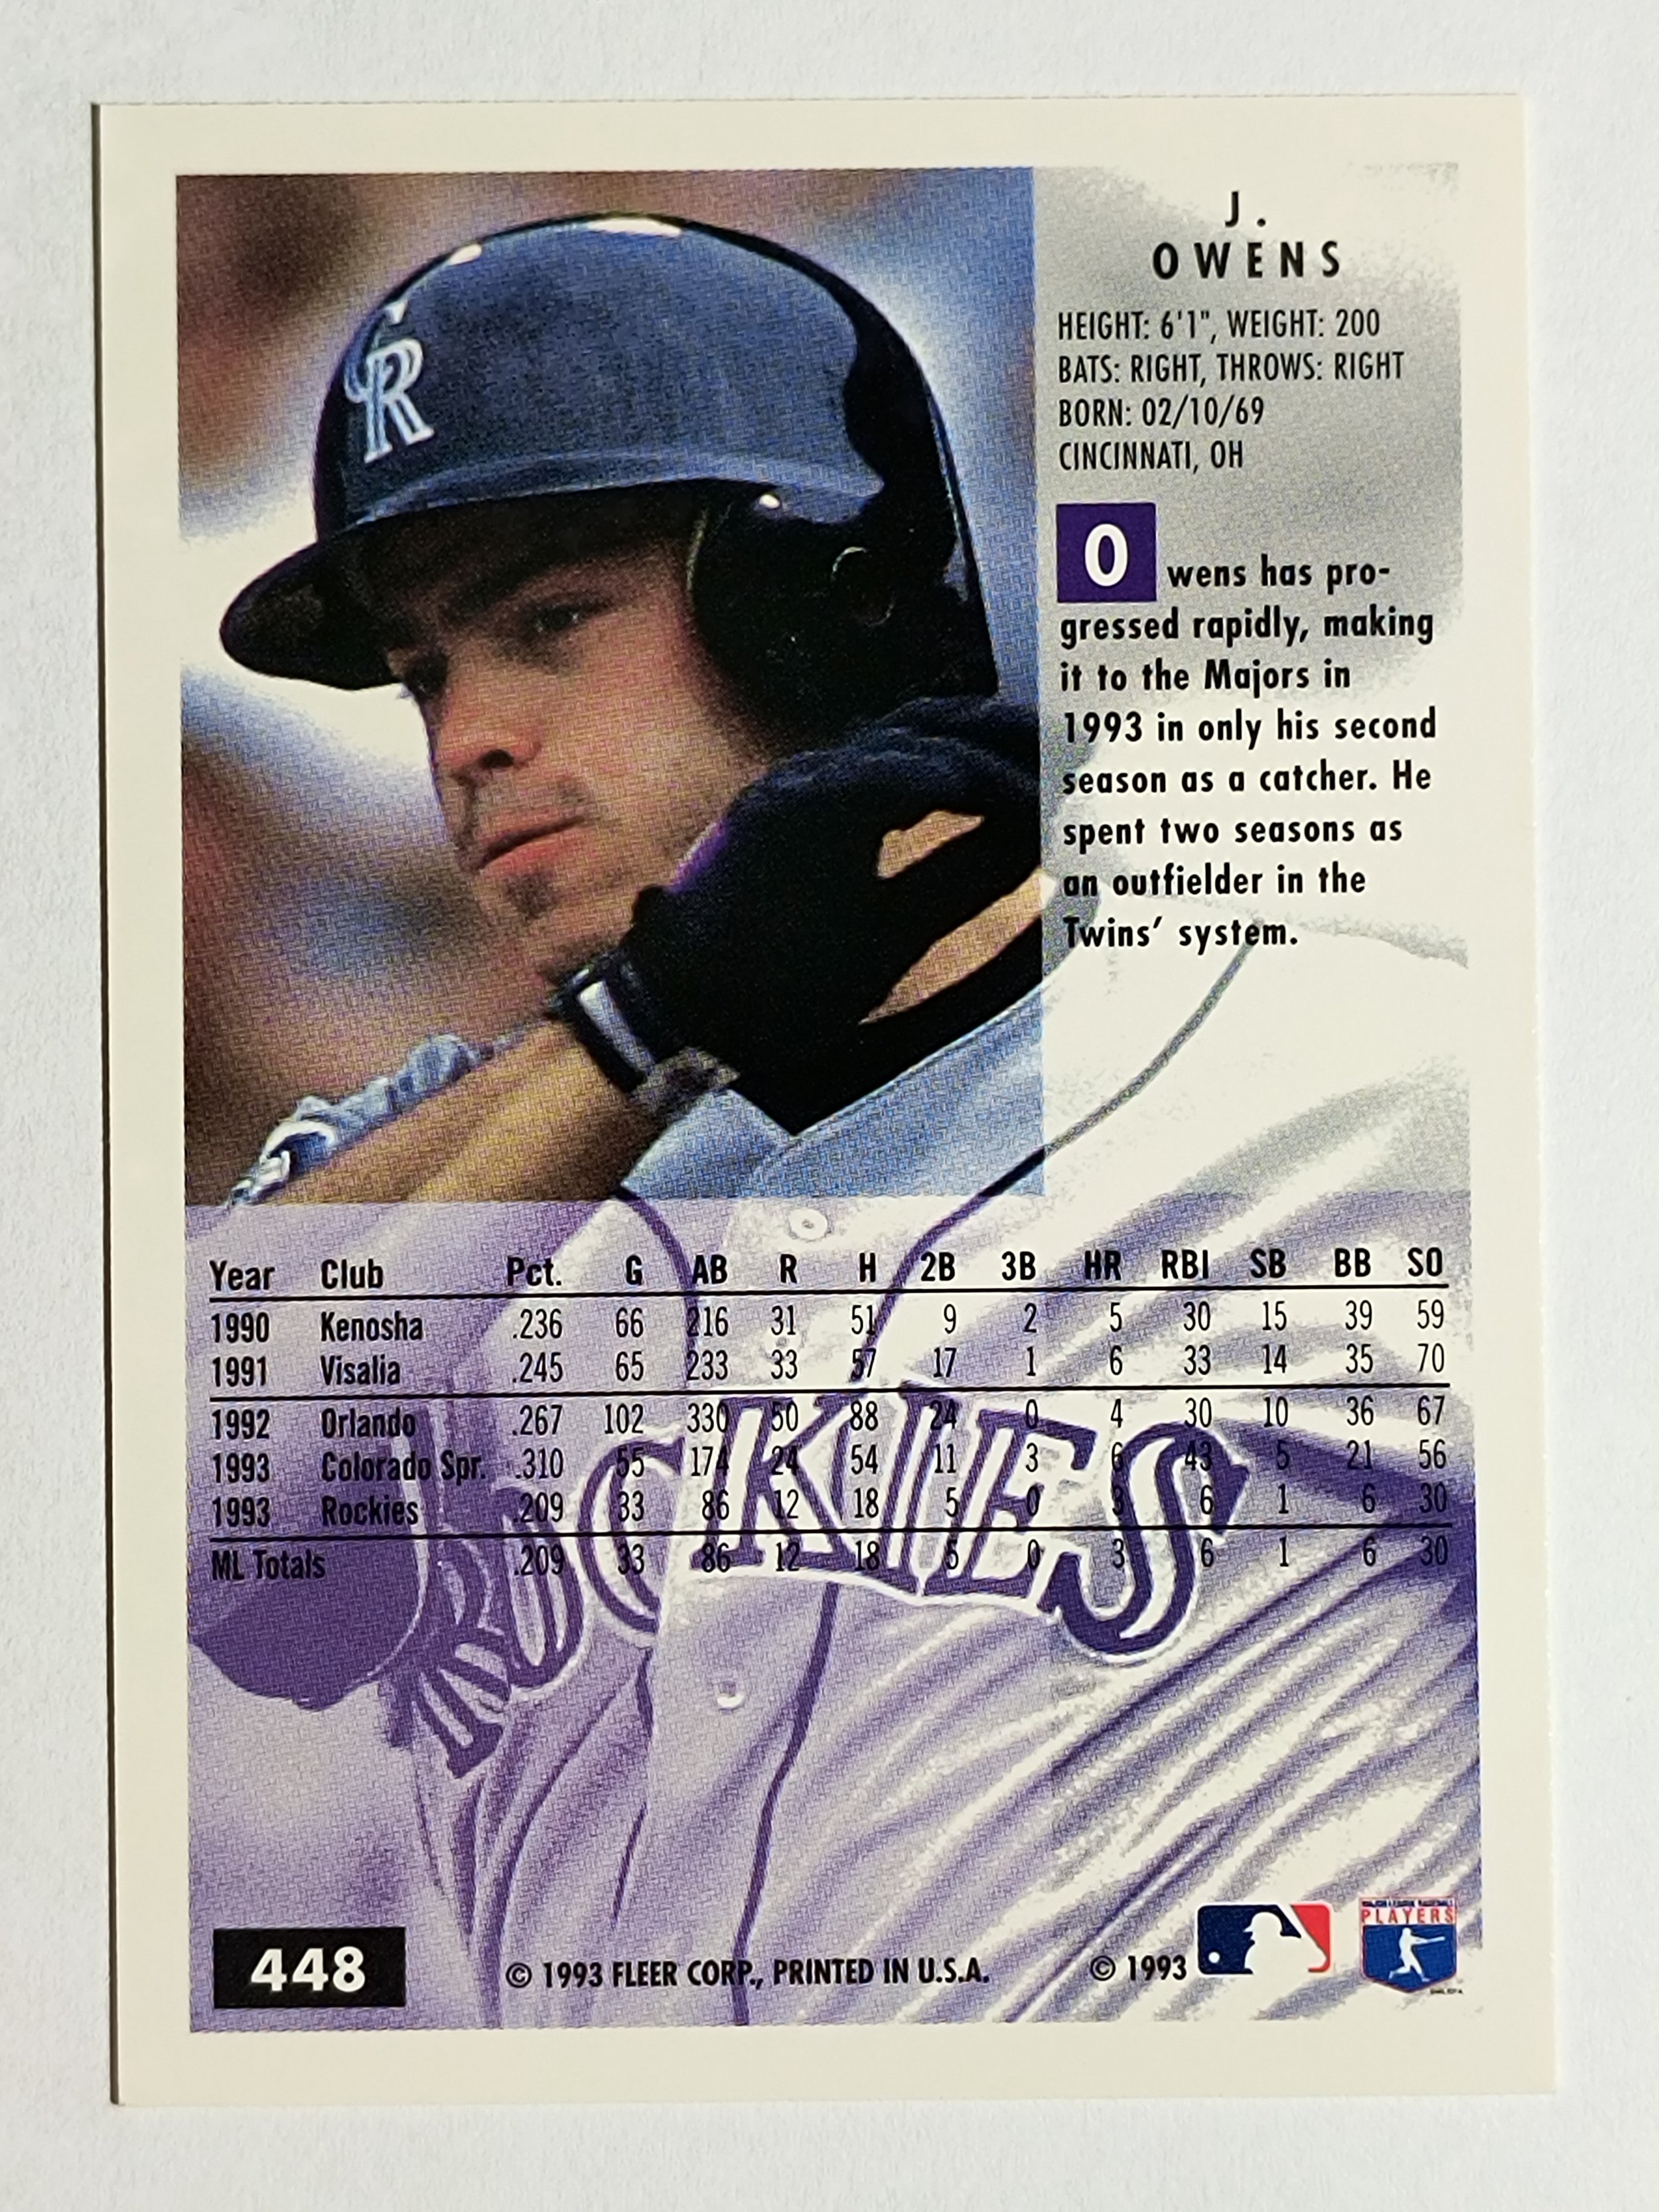 CR
J.
OWENS
HEIGHT: 6'1", WEIGHT: 200
BATS: RIGHT, THROWS: RIGHT
BORN: 02/10/69
CINCINNATI, OH
Owens has pro-
gressed rapidly, making
it to the Majors in
1993 in only his second
season as a catcher. He
spent two seasons as
an outfielder in the
Twins' system.
Year Club Pct. G AB R H 2B 3B HR RBI SB BB SO
1990 Kenosha .236 66 216 31 51 9 2 5 30 15 39 59
1991 Visalia .245 65 233 33 57 17 1 6 33 14 35 70
1992 Orlando .267 102 330 50 88 24 0 4 30 10 36 67
1993 Colorado Spr. .310 55 174 24 54 11 3 6 43 5 21 56
1993 Rockies .209 33 86 12 18 5 0 3 6 1 6 30
ML Totals .209 33 86 12 18 5 0 3 6 1 6 30
ROCKIES
448
© 1993 FLEER CORP., PRINTED IN U.S.A.
© 1993
MAJOR LEAGUE BASEBALL
PLAYERS